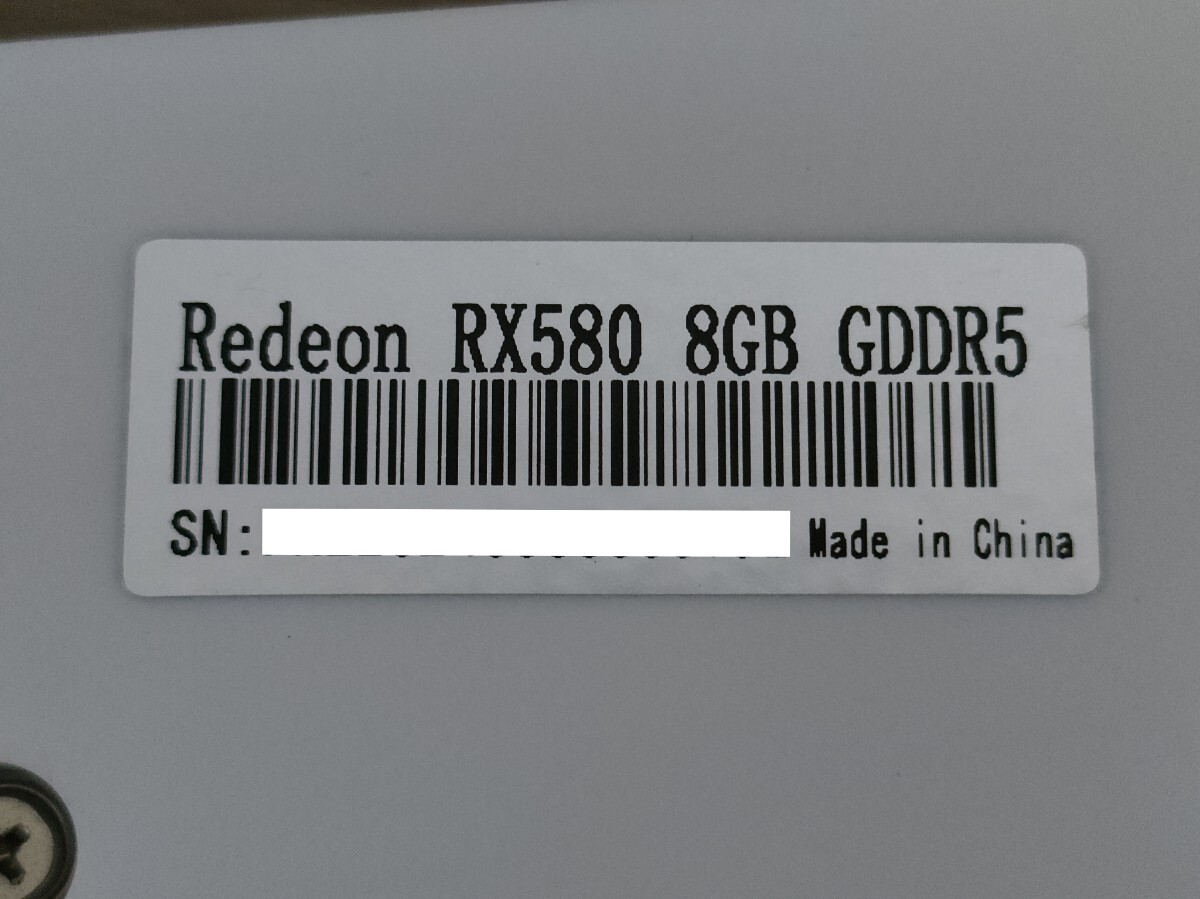 Redeon RX580 8GB GDDR5
SN: Made in China